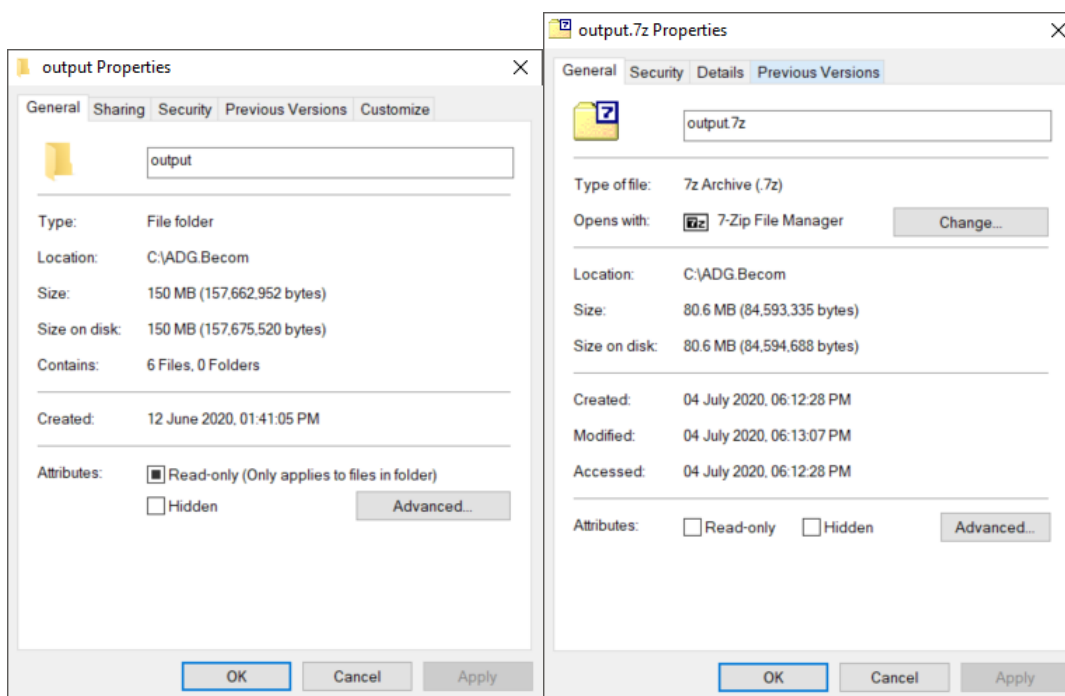 output Properties
General Sharing Security Previous Versions Customize
output
Type: File folder
Location: C:\ADG.Becom
Size: 150 MB (157,662,952 bytes)
Size on disk: 150 MB (157,675,520 bytes)
Contains: 6 Files, 0 Folders
Created: 12 June 2020, 01:41:05 PM
Attributes: Read-only (Only applies to files in folder)
Hidden Advanced...
OK Cancel Apply
output.7z Properties
General Security Details Previous Versions
output.7z
Type of file: 7z Archive (.7z)
Opens with: 7z 7-Zip File Manager Change...
Location: C:\ADG.Becom
Size: 80.6 MB (84,593,335 bytes)
Size on disk: 80.6 MB (84,594,688 bytes)
Created: 04 July 2020, 06:12:28 PM
Modified: 04 July 2020, 06:13:07 PM
Accessed: 04 July 2020, 06:12:28 PM
Attributes: Read-only Hidden Advanced...
OK Cancel Apply